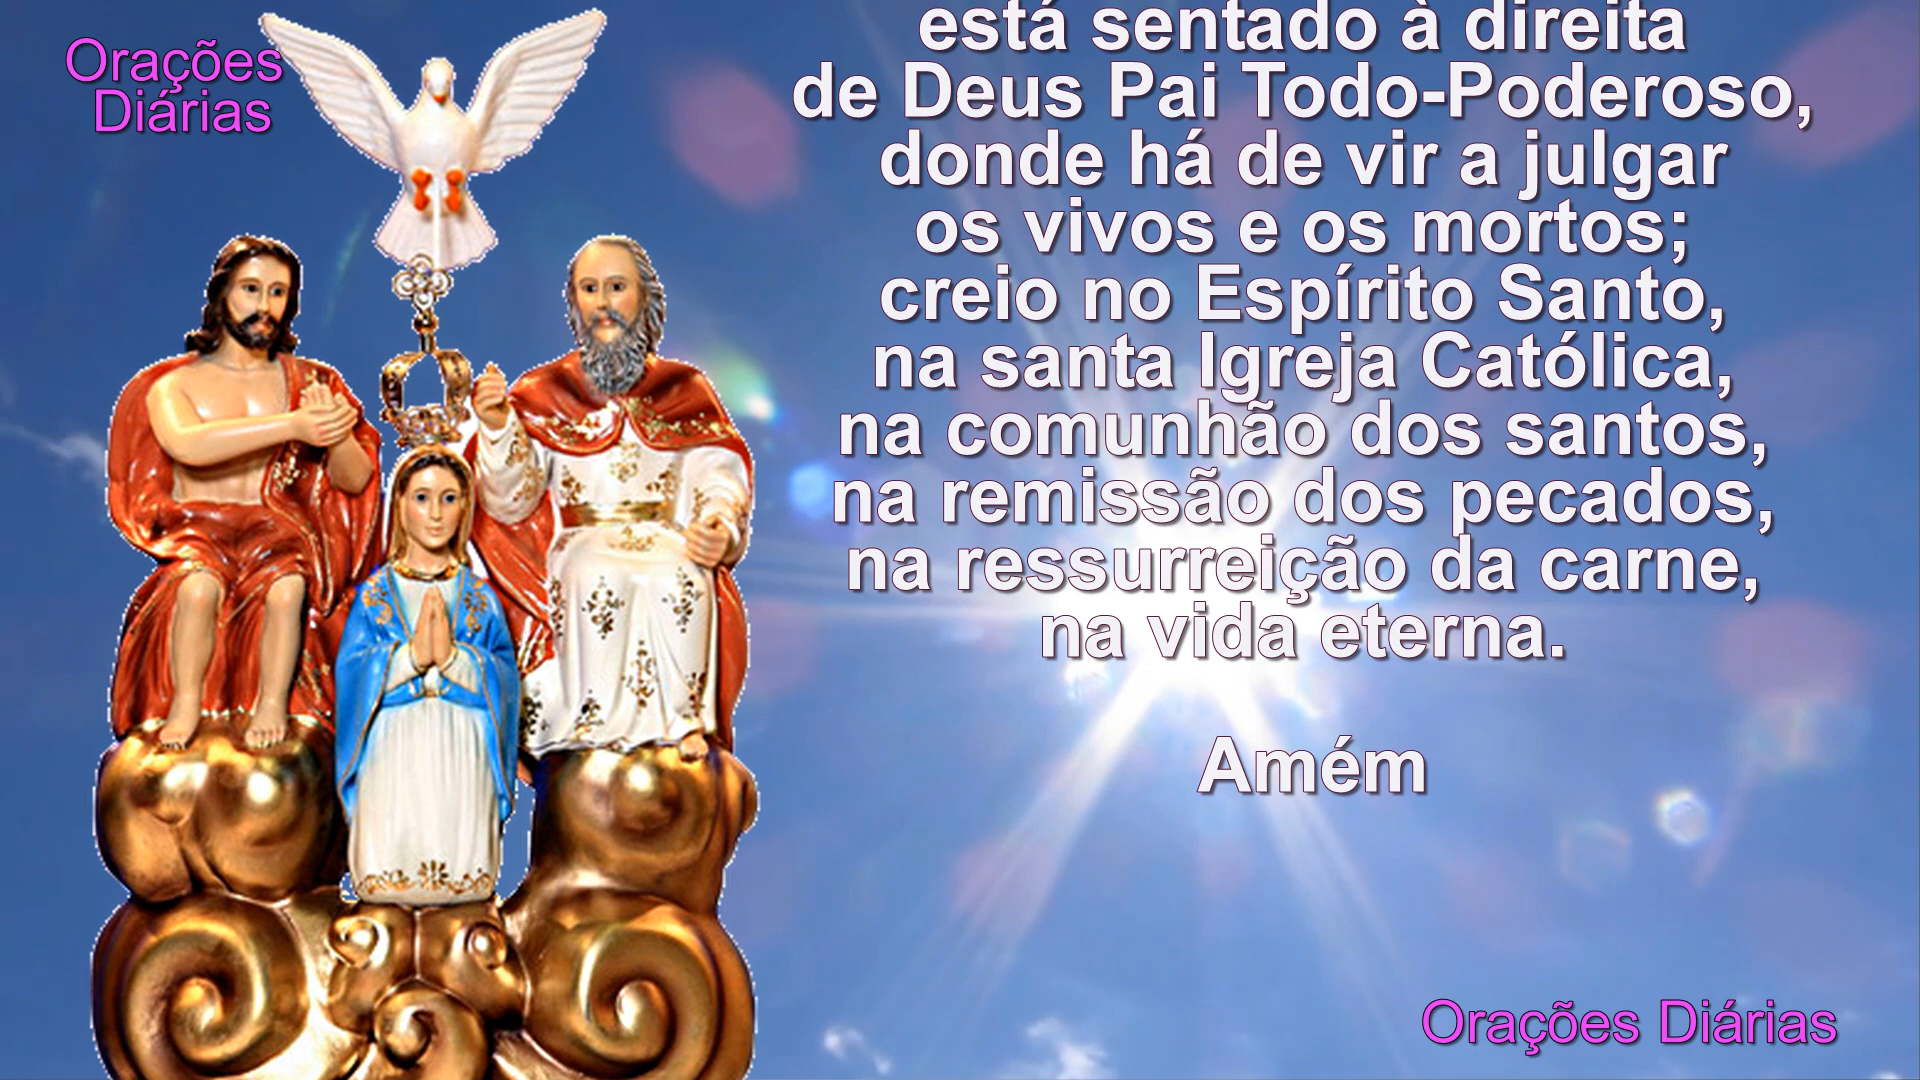 Orações
Diárias
está sentado à direita
de Deus Pai Todo-Poderoso,
donde há de vir a julgar
os vivos e os mortos;
creio no Espírito Santo,
na santa Igreja Católica,
na comunhão dos santos,
na remissão dos pecados,
na ressurreição da carne,
na vida eterna.
Amém
Orações Diárias